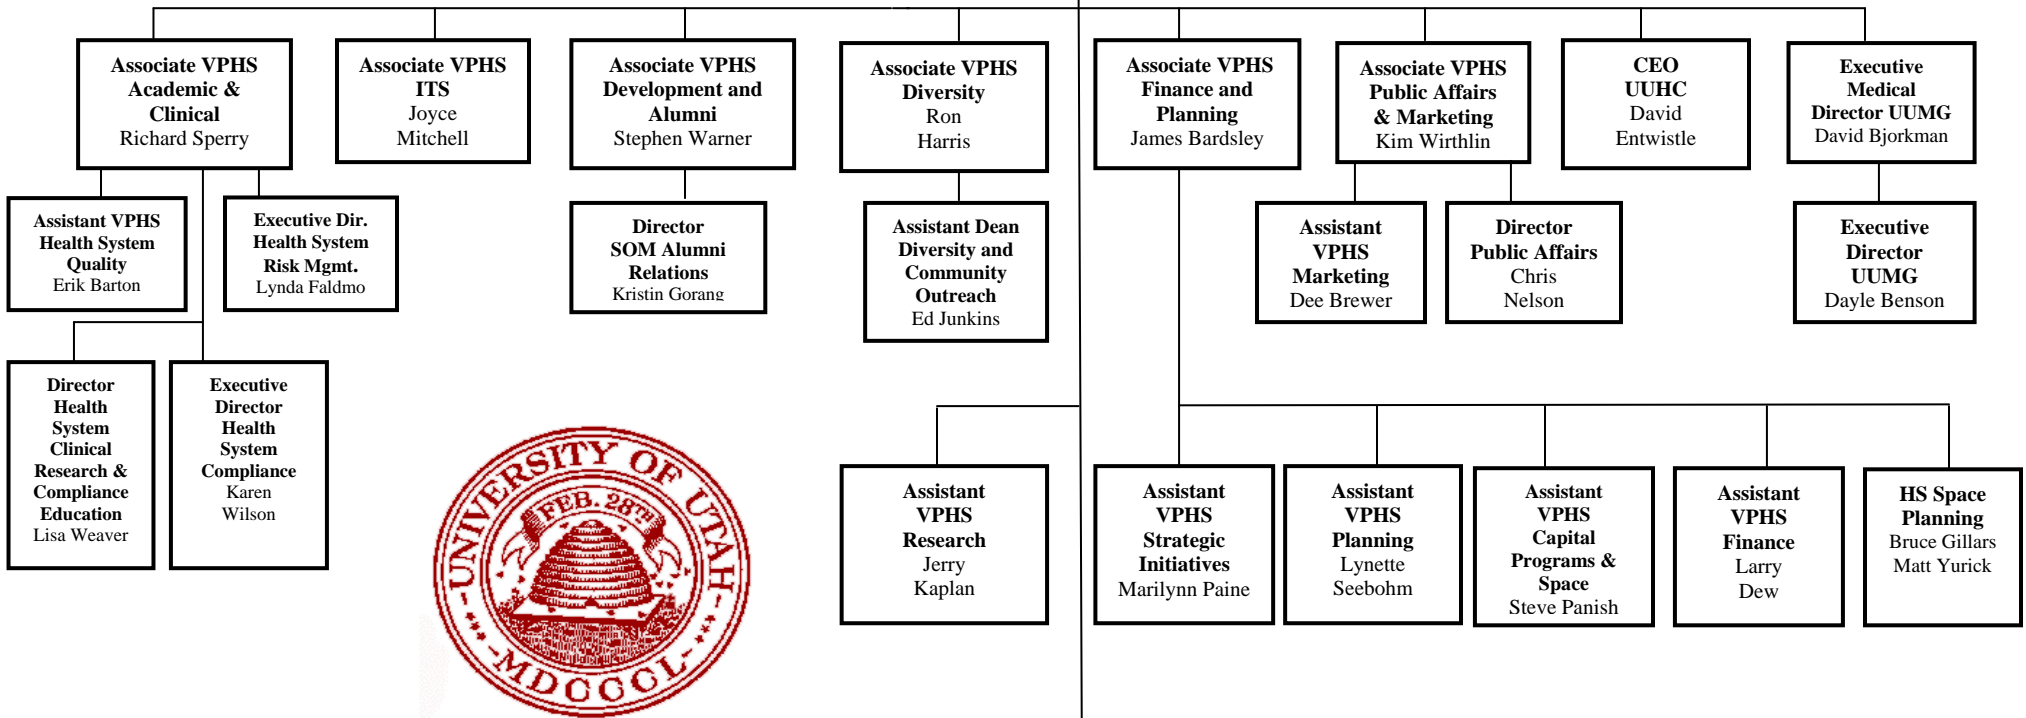 Associate VPHS
Academic &
Clinical
Richard Sperry
Associate VPHS
ITS
Joyce
Mitchell
Associate VPHS
Development and
Alumni
Stephen Warner
Associate VPHS
Diversity
Ron
Harris
Associate VPHS
Finance and
Planning
James Bardsley
Associate VPHS
Public Affairs
& Marketing
Kim Wirthlin
CEO
UUHC
David
Entwistle
Executive
Medical
Director UUMG
David Bjorkman
Assistant VPHS
Health System
Quality
Erik Barton
Executive Dir.
Health System
Risk Mgmt.
Lynda Faldmo
Director
SOM Alumni
Relations
Kristin Gorang
Assistant Dean
Diversity and
Community
Outreach
Ed Junkins
Assistant
VPHS
Marketing
Dee Brewer
Director
Public Affairs
Chris
Nelson
Executive
Director
UUMG
Dayle Benson
Director
Health
System
Clinical
Research &
Compliance
Education
Lisa Weaver
Executive
Director
Health
System
Compliance
Karen
Wilson
UNIVERSITY OF UTAH
FEB. 28TH
MDCCCL
Assistant
VPHS
Research
Jerry
Kaplan
Assistant
VPHS
Strategic
Initiatives
Marilynn Paine
Assistant
VPHS
Planning
Lynette
Seebohm
Assistant
VPHS
Capital
Programs &
Space
Steve Panish
Assistant
VPHS
Finance
Larry
Dew
HS Space
Planning
Bruce Gillars
Matt Yurick